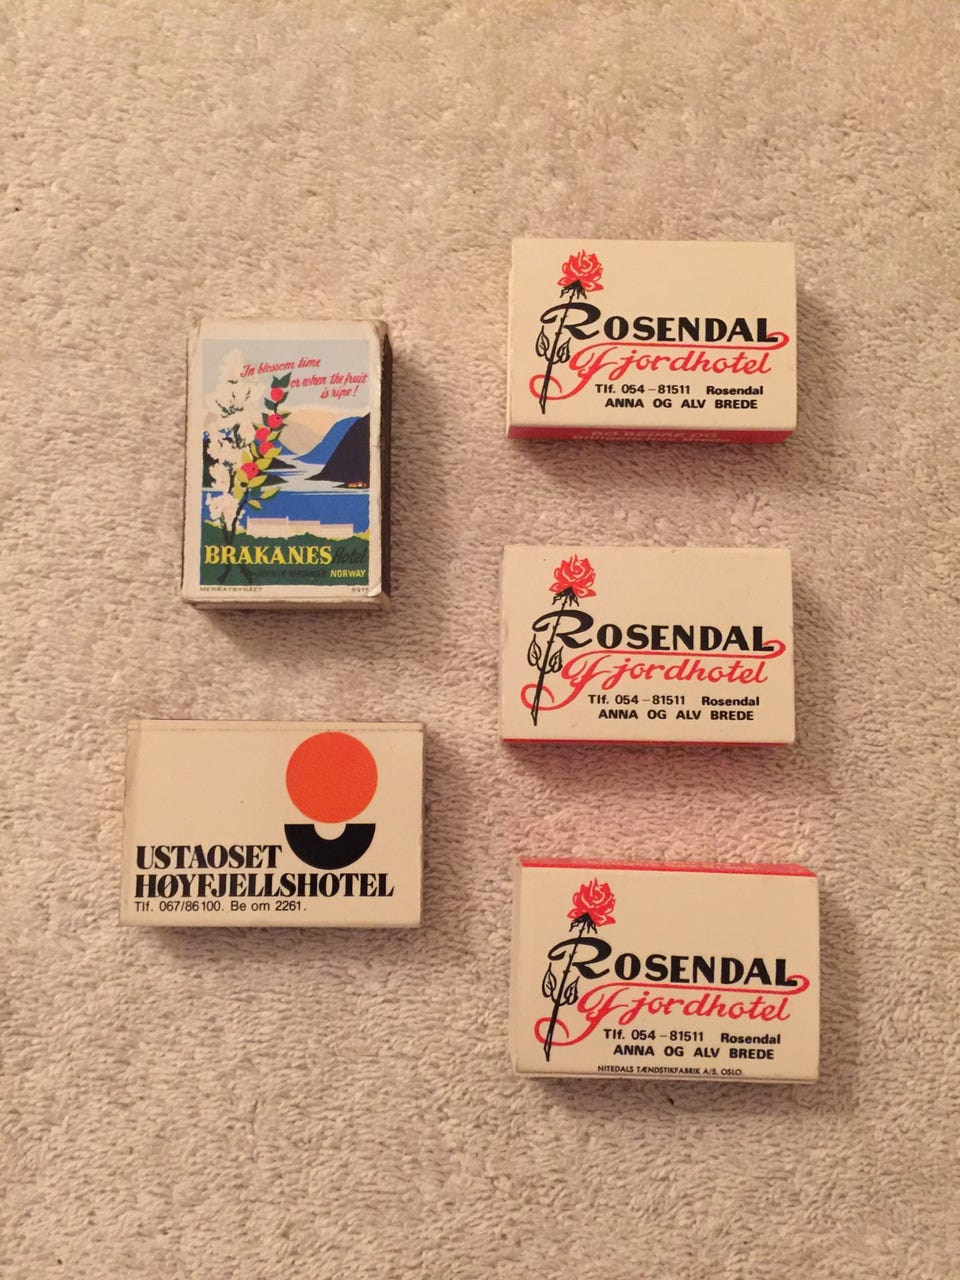 In blossom time
or when the fruit
is ripe!
BRAKANES Hotel
NORWAY
MERKATBYRÅET
USTAOSET
HØYFJELLSHOTEL
Tlf. 067/86100. Be om 2261.
ROSENDAL
Fjordhotel
Tlf. 054-81511 Rosendal
ANNA OG ALV BREDE
ROSENDAL
Fjordhotel
Tlf. 054-81511 Rosendal
ANNA OG ALV BREDE
ROSENDAL
Fjordhotel
Tlf. 054-81511 Rosendal
ANNA OG ALV BREDE
NITEDALS TÆNDSTIKFABRIK A/S, OSLO